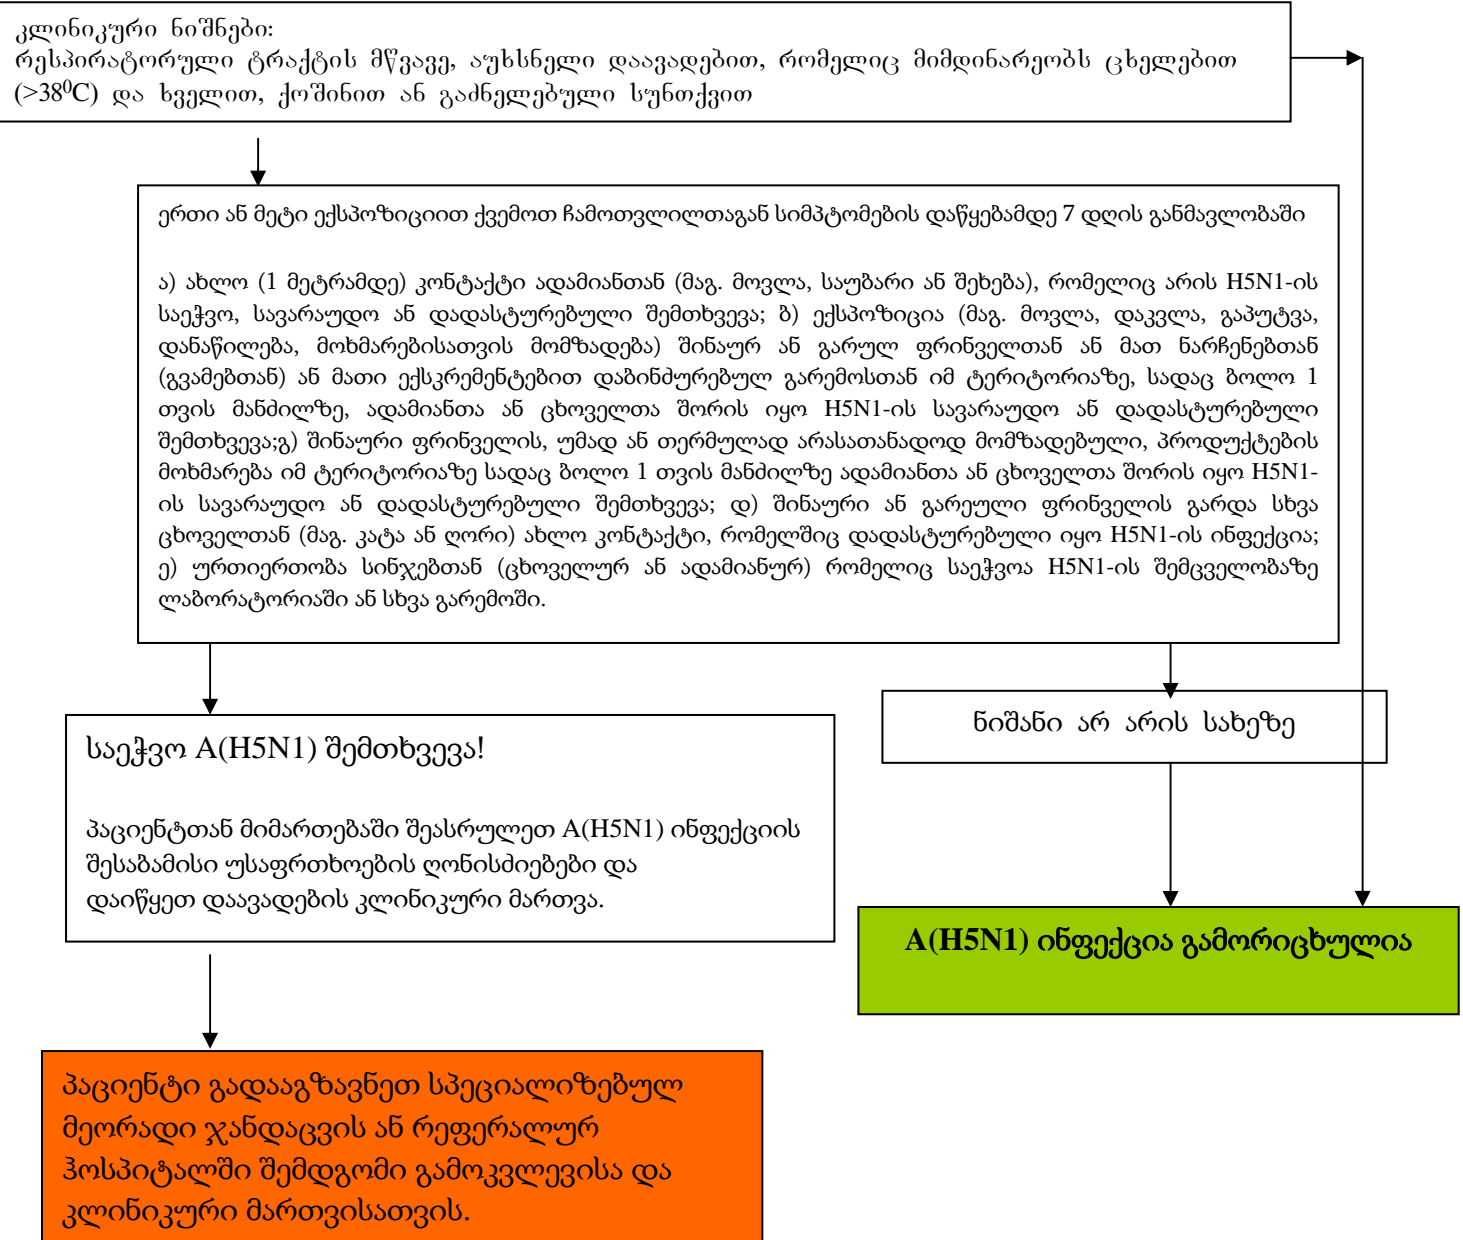 კლინიკური ნიშნები:
რესპირატორული ტრაქტის მწვავე, აუხსნელი დაავადებით, რომელიც მიმდინარეობს ცხელებით
(>38⁰C) და ხველით, ქოშინით ან გაძნელებული სუნთქვით
ერთი ან მეტი ექსპოზიციით ქვემოთ ჩამოთვლილთაგან სიმპტომების დაწყებამდე 7 დღის განმავლობაში
ა) ახლო (1 მეტრამდე) კონტაქტი ადამიანთან (მაგ. მოვლა, საუბარი ან შეხება), რომელიც არის H5N1-ის
საეჭვო, სავარაუდო ან დადასტურებული შემთხვევა; ბ) ექსპოზიცია (მაგ. მოვლა, დაკვლა, გაპუტვა,
დანაწილება, მოხმარებისათვის მომზადება) შინაურ ან გარულ ფრინველთან ან მათ ნარჩენებთან
(გვამებთან) ან მათი ექსკრემენტებით დაბინძურებულ გარემოსთან იმ ტერიტორიაზე, სადაც ბოლო 1
თვის მანძილზე, ადამიანთა ან ცხოველთა შორის იყო H5N1-ის სავარაუდო ან დადასტურებული
შემთხვევა;გ) შინაური ფრინველის, უმად ან თერმულად არასათანადოდ მომზადებული, პროდუქტების
მოხმარება იმ ტერიტორიაზე სადაც ბოლო 1 თვის მანძილზე ადამიანთა ან ცხოველთა შორის იყო H5N1-
ის სავარაუდო ან დადასტურებული შემთხვევა; დ) შინაური ან გარეული ფრინველის გარდა სხვა
ცხოველთან (მაგ. კატა ან ღორი) ახლო კონტაქტი, რომელშიც დადასტურებული იყო H5N1-ის ინფექცია;
ე) ურთიერთობა სინჯებთან (ცხოველურ ან ადამიანურ) რომელიც საეჭვოა H5N1-ის შემცველობაზე
ლაბორატორიაში ან სხვა გარემოში.
ნიშანი არ არის სახეზე
საეჭვო A(H5N1) შემთხვევა!
პაციენტთან მიმართებაში შეასრულეთ A(H5N1) ინფექციის
შესაბამისი უსაფრთხოების ღონისძიებები და
დაიწყეთ დაავადების კლინიკური მართვა.
A(H5N1) ინფექცია გამორიცხულია
პაციენტი გადააგზავნეთ სპეციალიზებულ
მეორადი ჯანდაცვის ან რეფერალურ
ჰოსპიტალში შემდგომი გამოკვლევისა და
კლინიკური მართვისათვის.